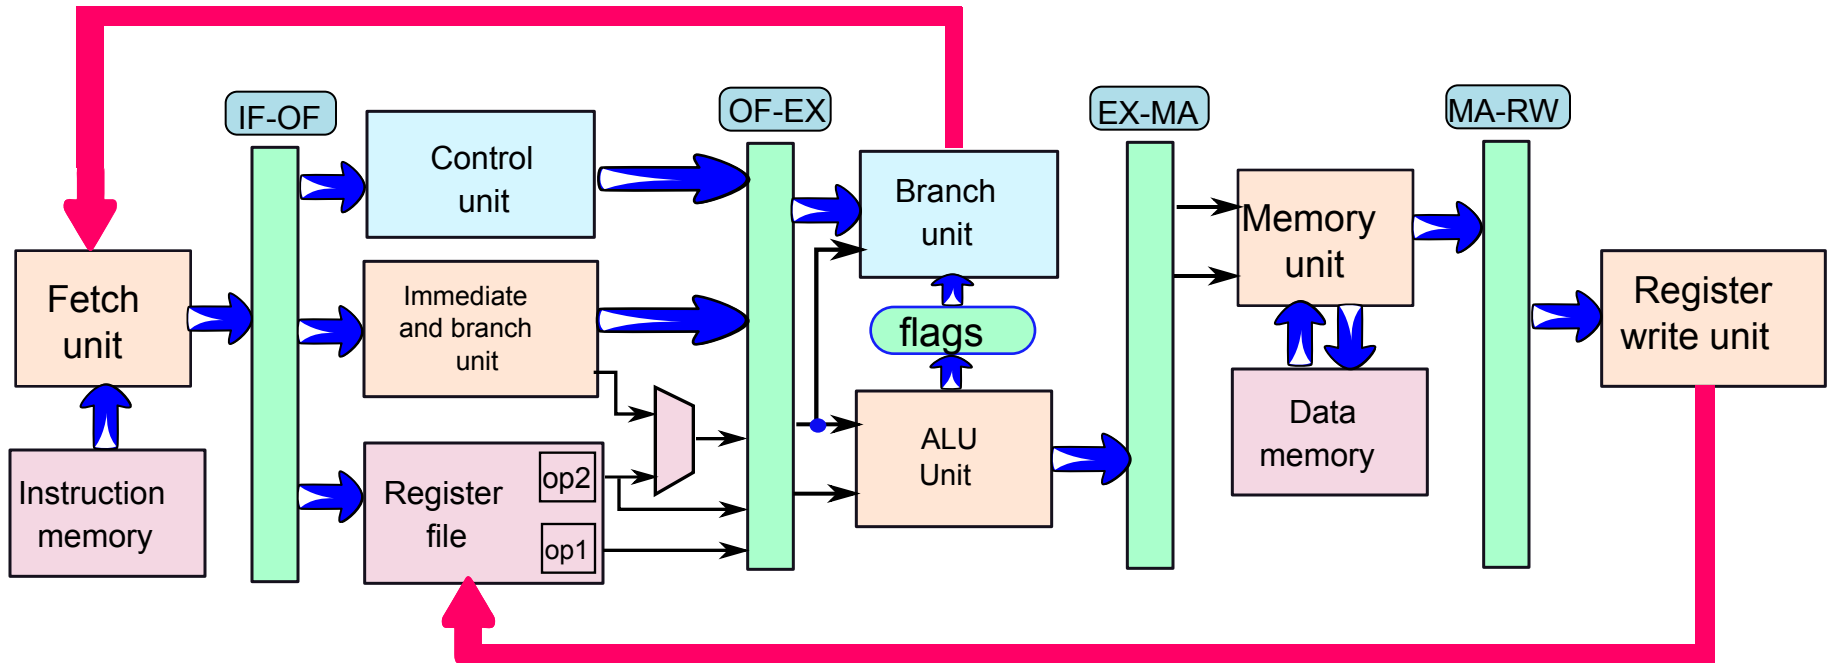 IF-OF
OF-EX
EX-MA
MA-RW
Control
unit
Branch
unit
Memory
unit
Fetch
unit
Immediate
and branch
unit
flags
Register
write unit
Instruction
memory
Register
file
op2
op1
ALU
Unit
Data
memory